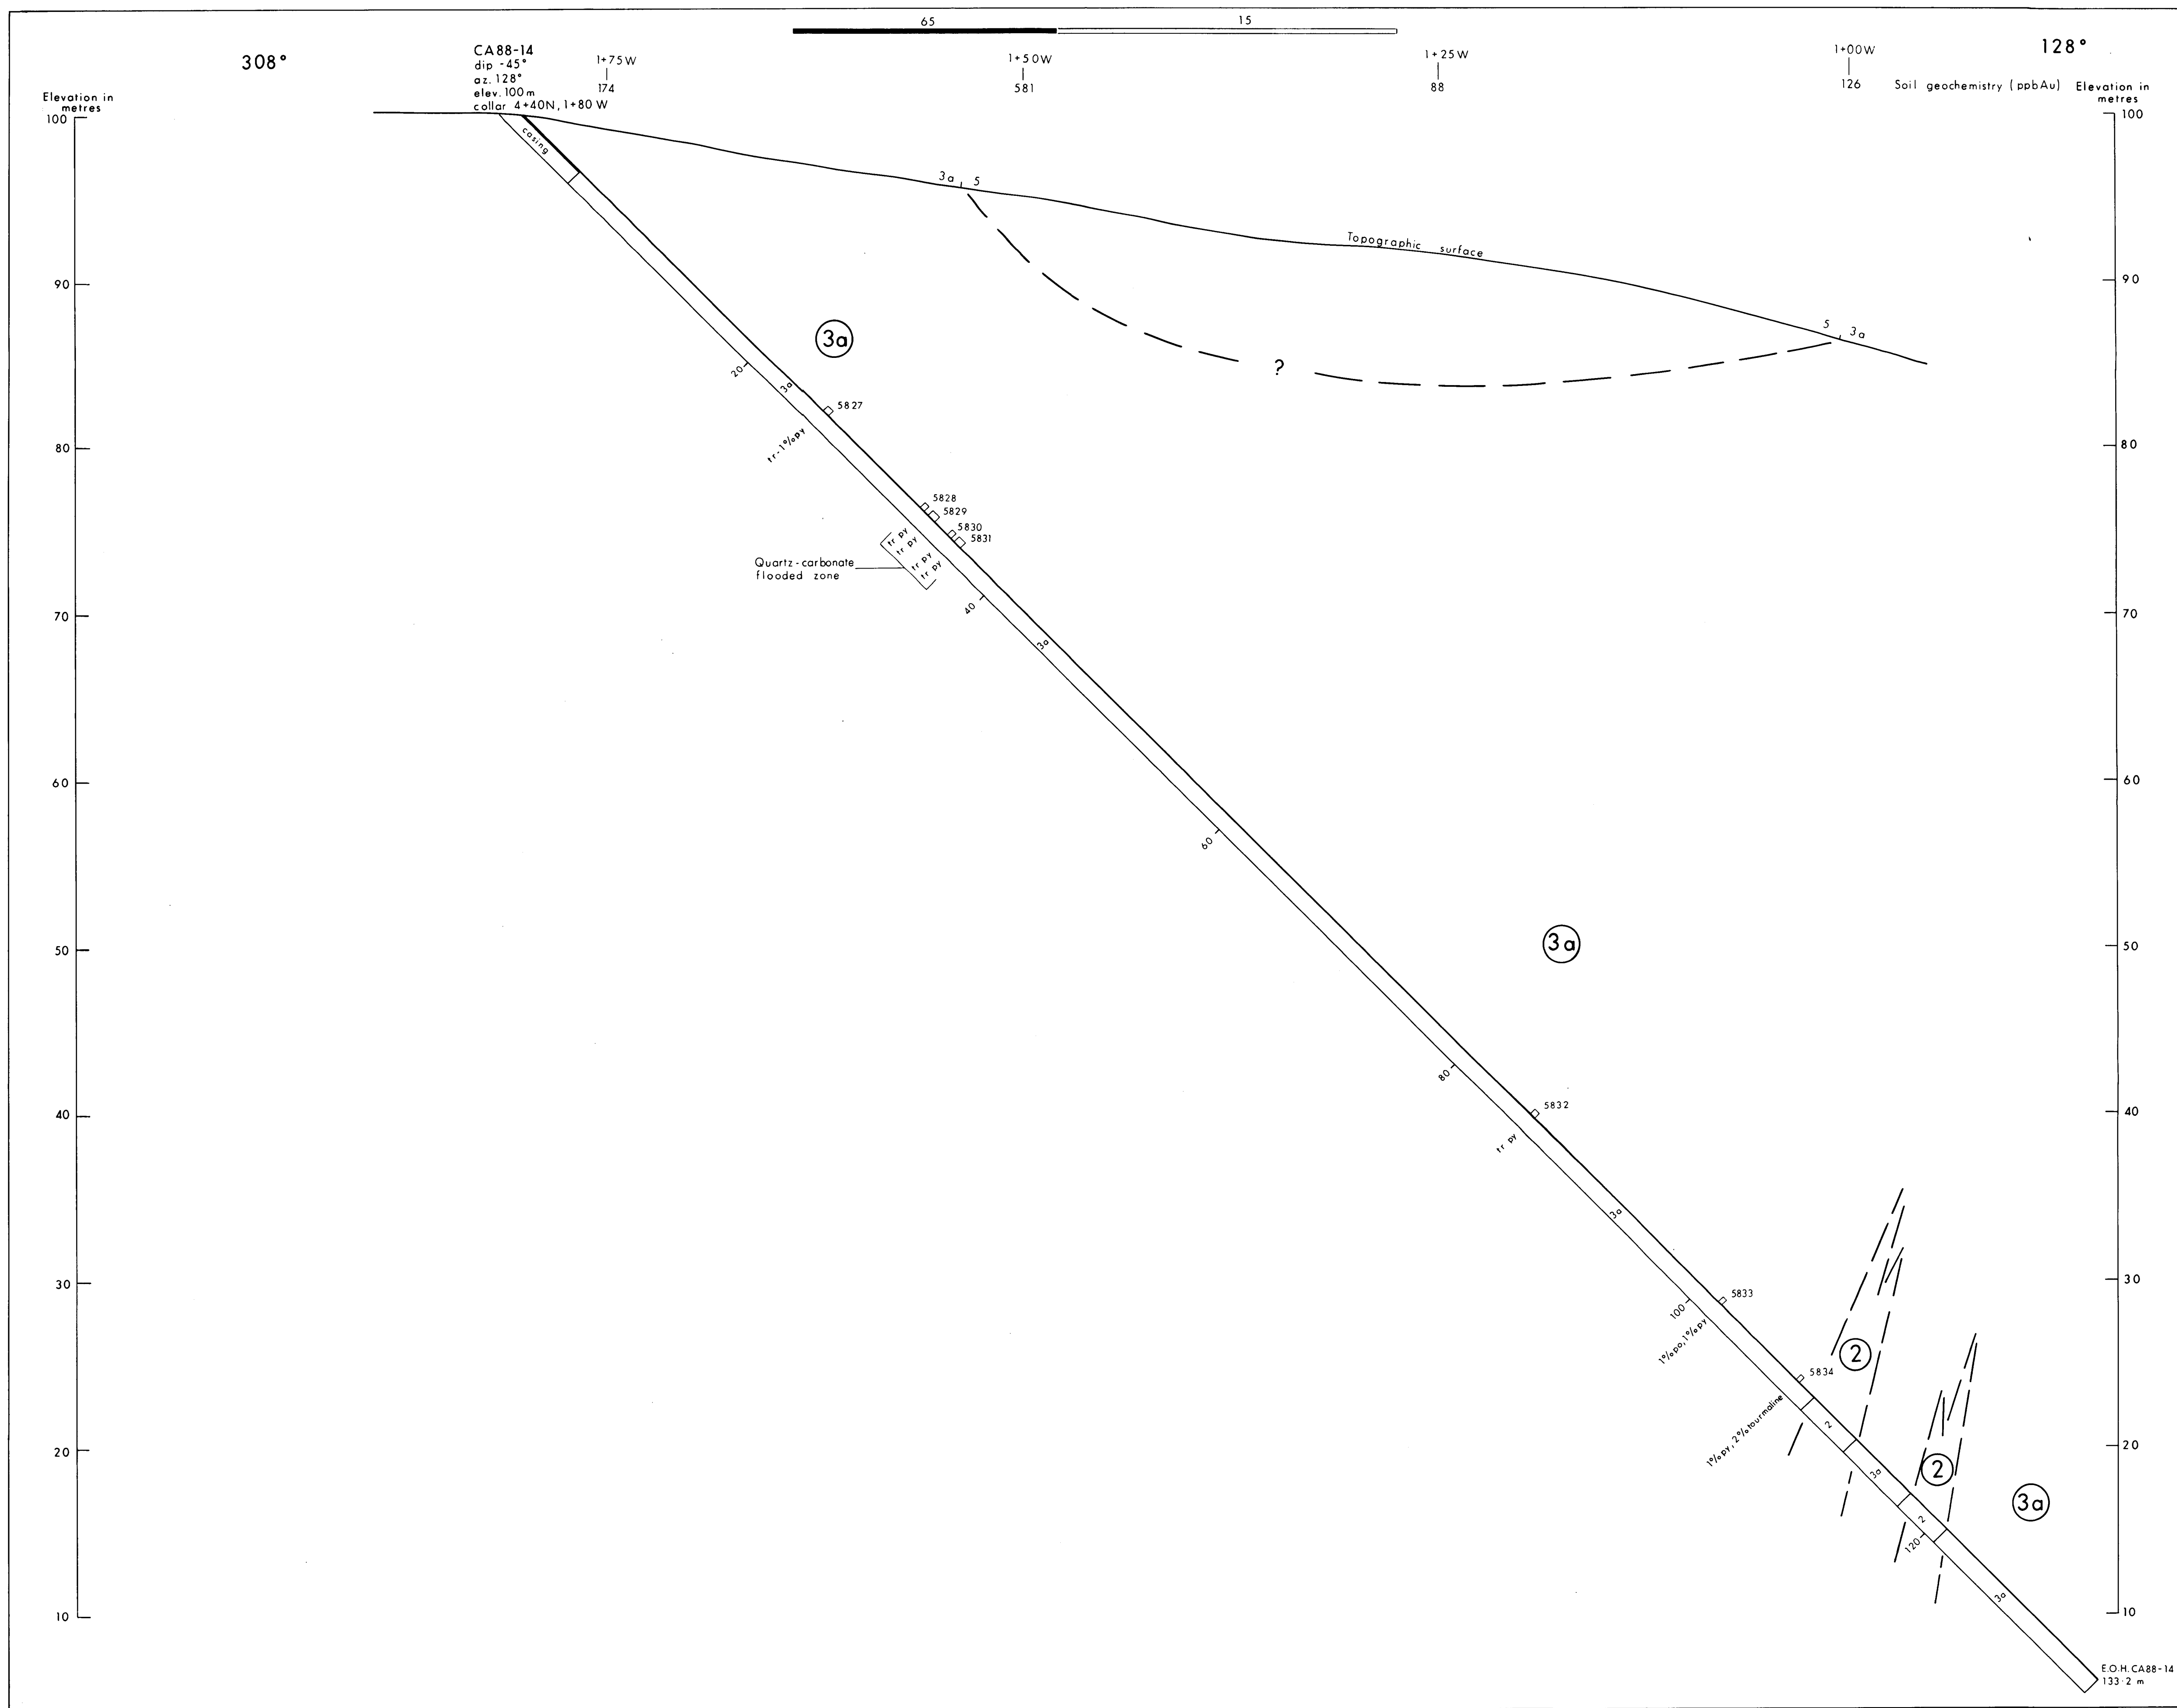 65 15
308°
CA88-14
dip -45°
az. 128°
elev. 100 m
collar 4+40N, 1+80 W
1+75W
174
1+50W
581
1+25W
88
1+00W
126
128°
Soil geochemistry (ppbAu)
Elevation in
metres
Elevation in
metres
100
90
80
70
60
50
40
30
20
10
100
90
80
70
60
50
40
30
20
10
casing
3a 5
Topographic surface
5 3a
?
3a
20
3a
5827
tr-1%py
5828
5829
5830
5831
tr py
tr py
tr py
tr py
Quartz-carbonate
flooded zone
40
3a
60
3a
80
5832
tr py
3a
100
5833
1%po, 1%py
5834
1%py, 2%tourmaline
2
2
3a
2
2
120
3a
3a
E.O.H. CA88-14
133·2 m